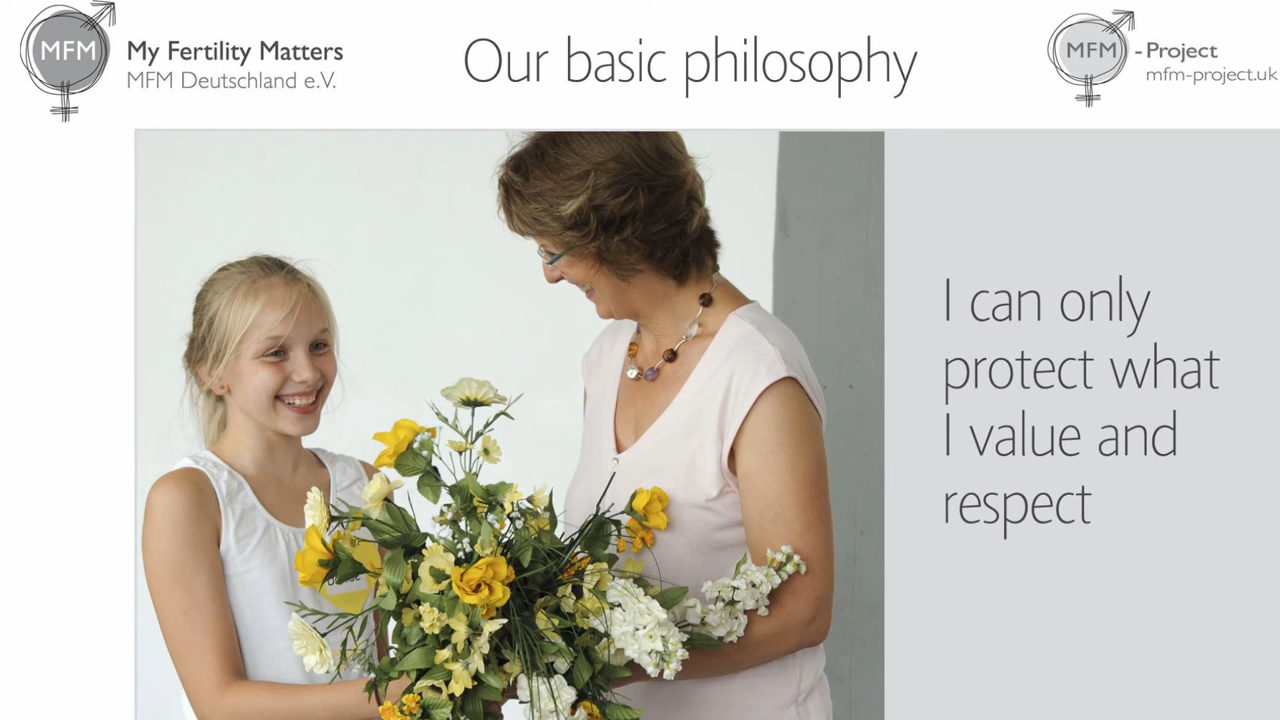 MFM
My Fertility Matters
MFM Deutschland e.V.
Our basic philosophy
MFM
-Project
mfm-project.uk
I can only
protect what
I value and
respect